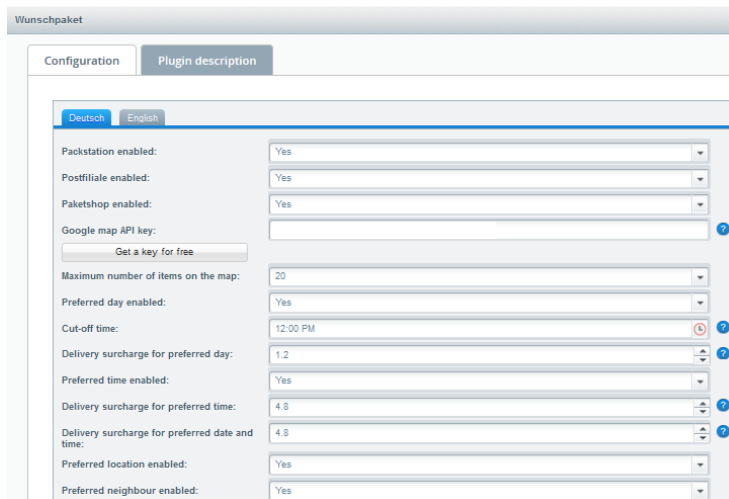 Wunschpaket
Configuration Plugin description
Deutsch English
Packstation enabled: Yes
Postfiliale enabled: Yes
Paketshop enabled: Yes
Google map API key: ?
Get a key for free
Maximum number of items on the map: 20
Preferred day enabled: Yes
Cut-off time: 12:00 PM ?
Delivery surcharge for preferred day: 1.2 ?
Preferred time enabled: Yes
Delivery surcharge for preferred time: 4.8 ?
Delivery surcharge for preferred date and 4.8 ?
time:
Preferred location enabled: Yes
Preferred neighbour enabled: Yes